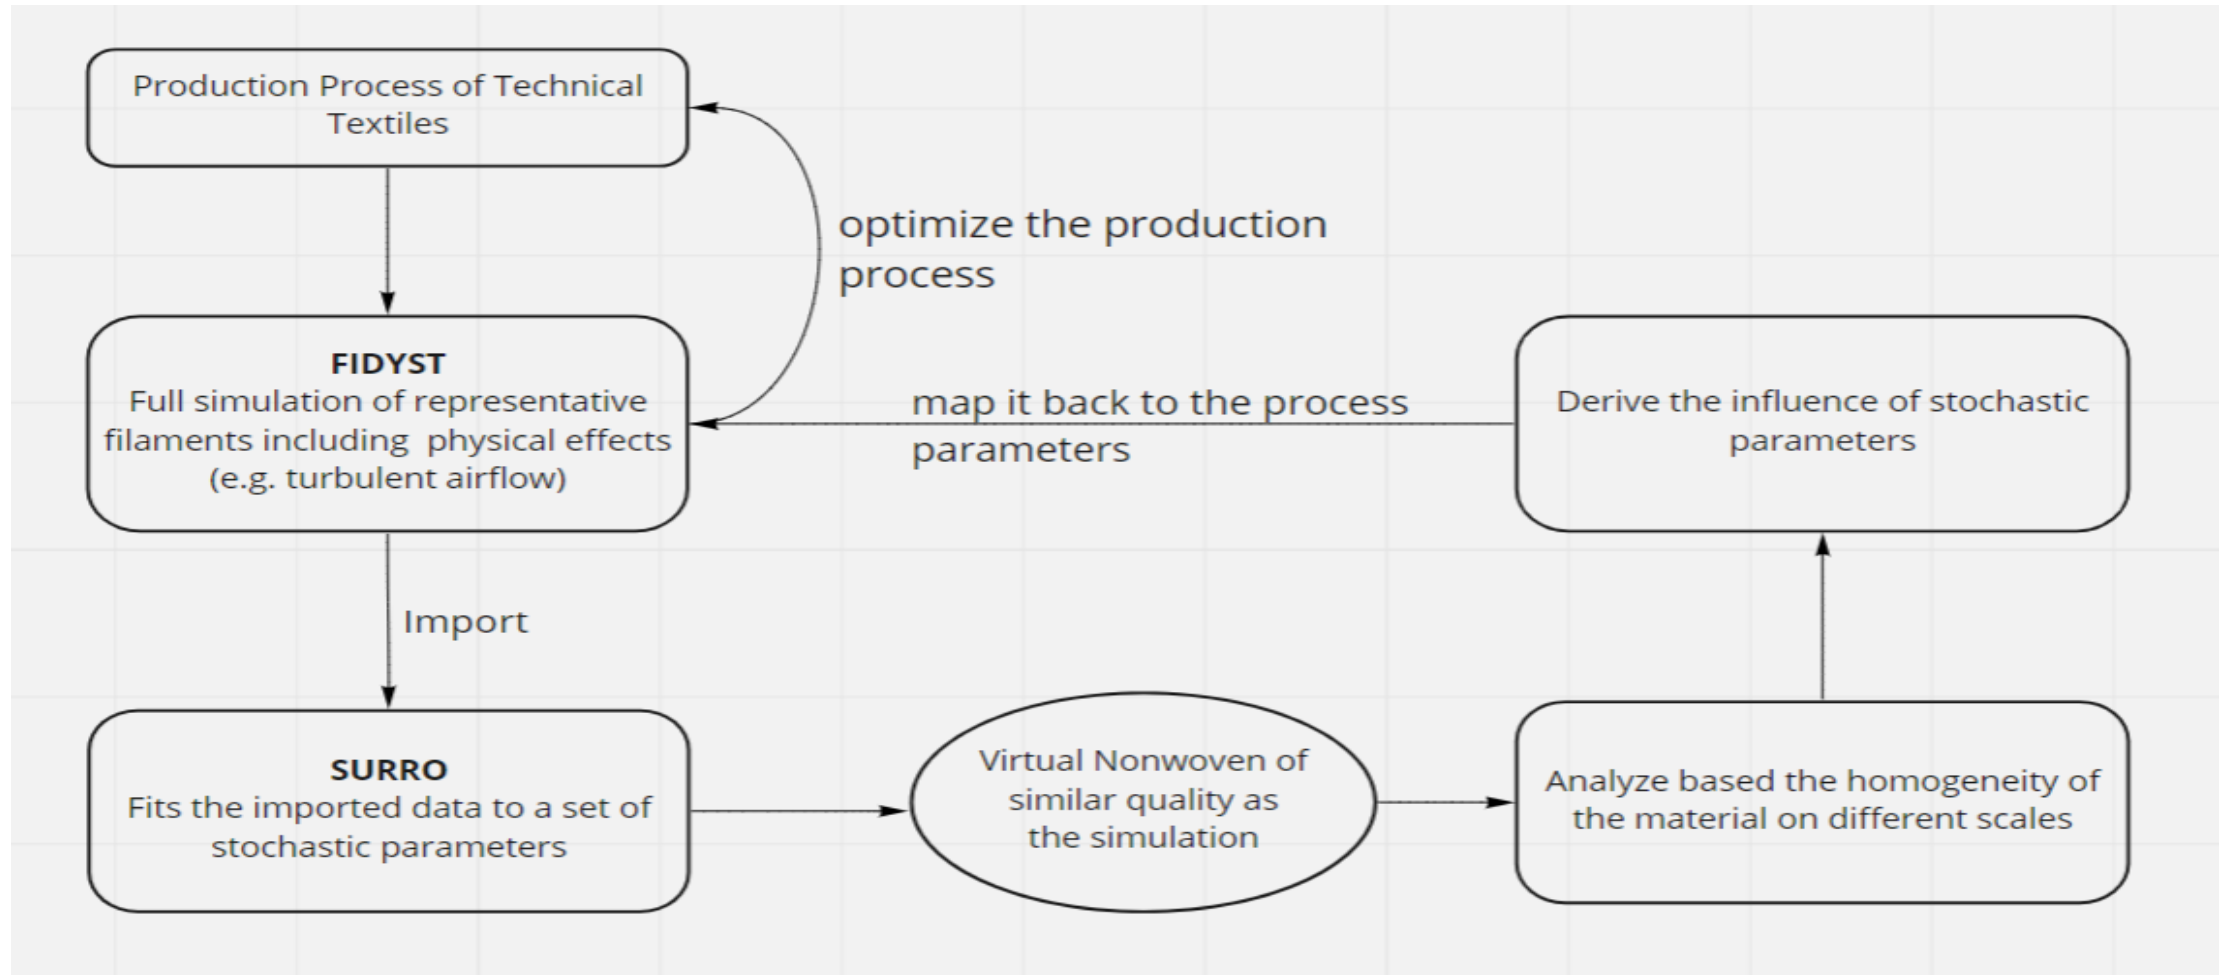 Production Process of Technical
Textiles
optimize the production
process
FIDYST
Full simulation of representative
filaments including  physical effects
(e.g. turbulent airflow)
map it back to the process
parameters
Derive the influence of stochastic
parameters
Import
SURRO
Fits the imported data to a set of
stochastic parameters
Virtual Nonwoven of
similar quality as
the simulation
Analyze based the homogeneity of
the material on different scales